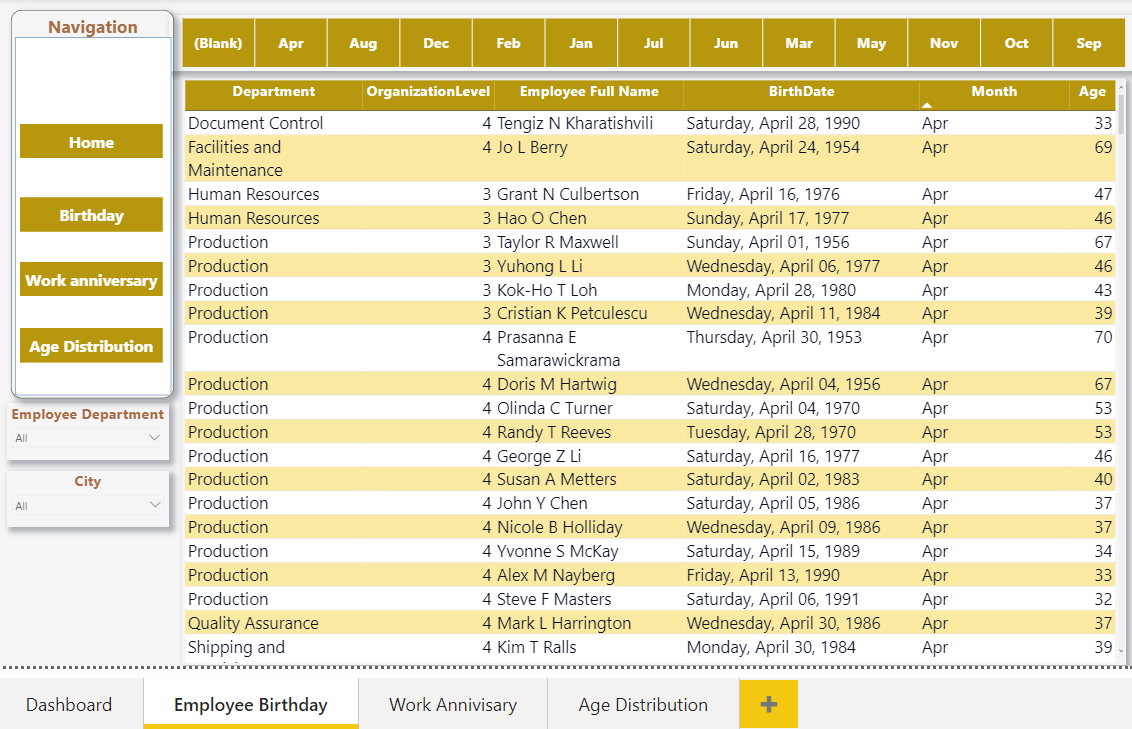 Navigation
Home
Birthday
Work anniversary
Age Distribution
Employee Department
All
City
All
(Blank) Apr Aug Dec Feb Jan Jul Jun Mar May Nov Oct Sep
Department OrganizationLevel Employee Full Name BirthDate Month Age
Document Control 4 Tengiz N Kharatishvili Saturday, April 28, 1990 Apr 33
Facilities and 4 Jo L Berry Saturday, April 24, 1954 Apr 69
Maintenance
Human Resources 3 Grant N Culbertson Friday, April 16, 1976 Apr 47
Human Resources 3 Hao O Chen Sunday, April 17, 1977 Apr 46
Production 3 Taylor R Maxwell Sunday, April 01, 1956 Apr 67
Production 3 Yuhong L Li Wednesday, April 06, 1977 Apr 46
Production 3 Kok-Ho T Loh Monday, April 28, 1980 Apr 43
Production 3 Cristian K Petculescu Wednesday, April 11, 1984 Apr 39
Production 4 Prasanna E Thursday, April 30, 1953 Apr 70
Samarawickrama
Production 4 Doris M Hartwig Wednesday, April 04, 1956 Apr 67
Production 4 Olinda C Turner Saturday, April 04, 1970 Apr 53
Production 4 Randy T Reeves Tuesday, April 28, 1970 Apr 53
Production 4 George Z Li Saturday, April 16, 1977 Apr 46
Production 4 Susan A Metters Saturday, April 02, 1983 Apr 40
Production 4 John Y Chen Saturday, April 05, 1986 Apr 37
Production 4 Nicole B Holliday Wednesday, April 09, 1986 Apr 37
Production 4 Yvonne S McKay Saturday, April 15, 1989 Apr 34
Production 4 Alex M Nayberg Friday, April 13, 1990 Apr 33
Production 4 Steve F Masters Saturday, April 06, 1991 Apr 32
Quality Assurance 4 Mark L Harrington Wednesday, April 30, 1986 Apr 37
Shipping and 4 Kim T Ralls Monday, April 30, 1984 Apr 39
Dashboard Employee Birthday Work Annivisary Age Distribution +